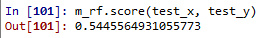 In [101]: m_rf.score(test_x, test_y)
Out[101]: 0.5445564931055773